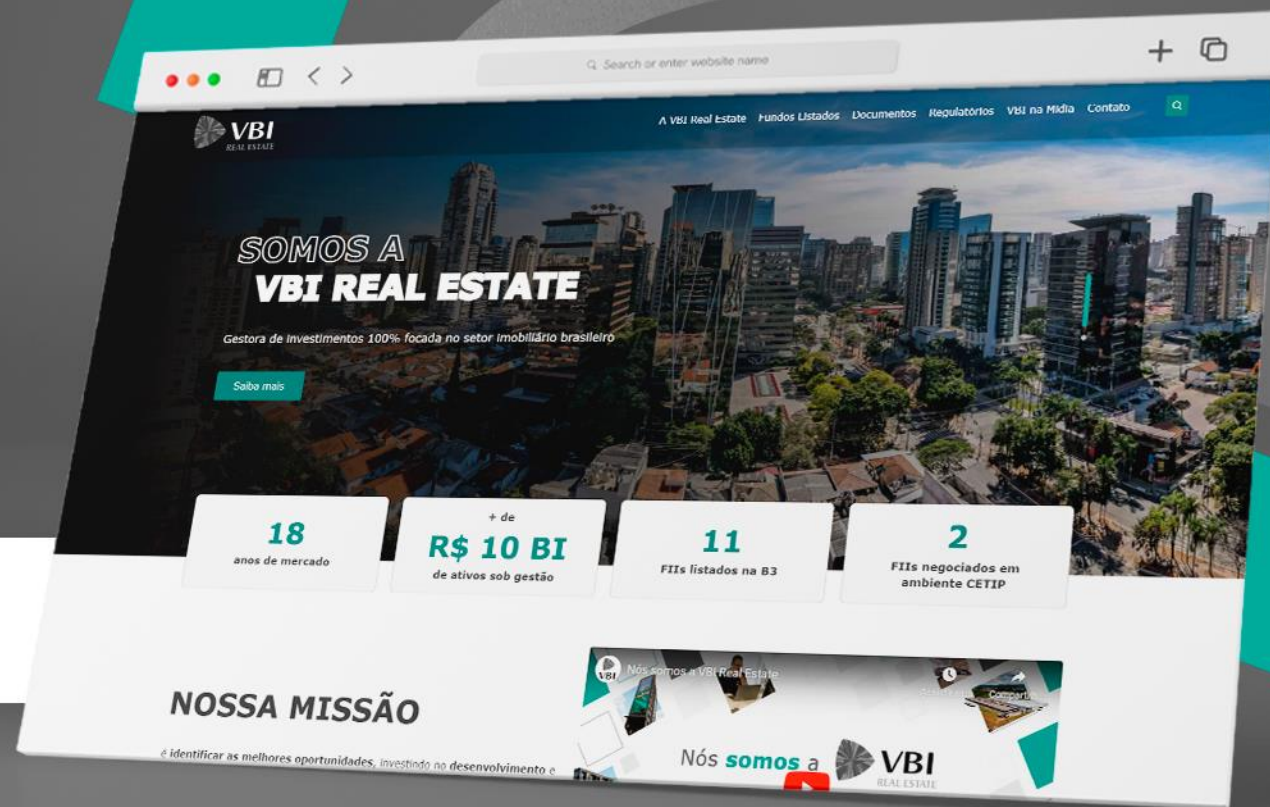 Search or enter website name
VBI
REAL ESTATE
A VBI Real Estate Fundos Listados Documentos Regulatórios VBI na Mídia Contato
SOMOS A
VBI REAL ESTATE
Gestora de investimentos 100% focada no setor imobiliário brasileiro
Saiba mais
18
anos de mercado
+ de
R$ 10 BI
de ativos sob gestão
11
FIIs listados na B3
2
FIIs negociados em
ambiente CETIP
NOSSA MISSÃO
é identificar as melhores oportunidades, investindo no desenvolvimento e
VBI
Nós somos a VBI Real Estate
Nós somos a
VBI
REAL ESTATE